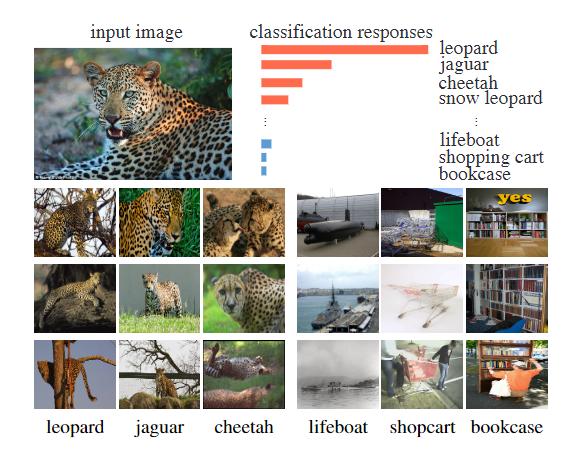 input image
classification responses
leopard
jaguar
cheetah
snow leopard
⋮ ⋮
lifeboat
shopping cart
bookcase
yes
leopard jaguar cheetah lifeboat shopcart bookcase